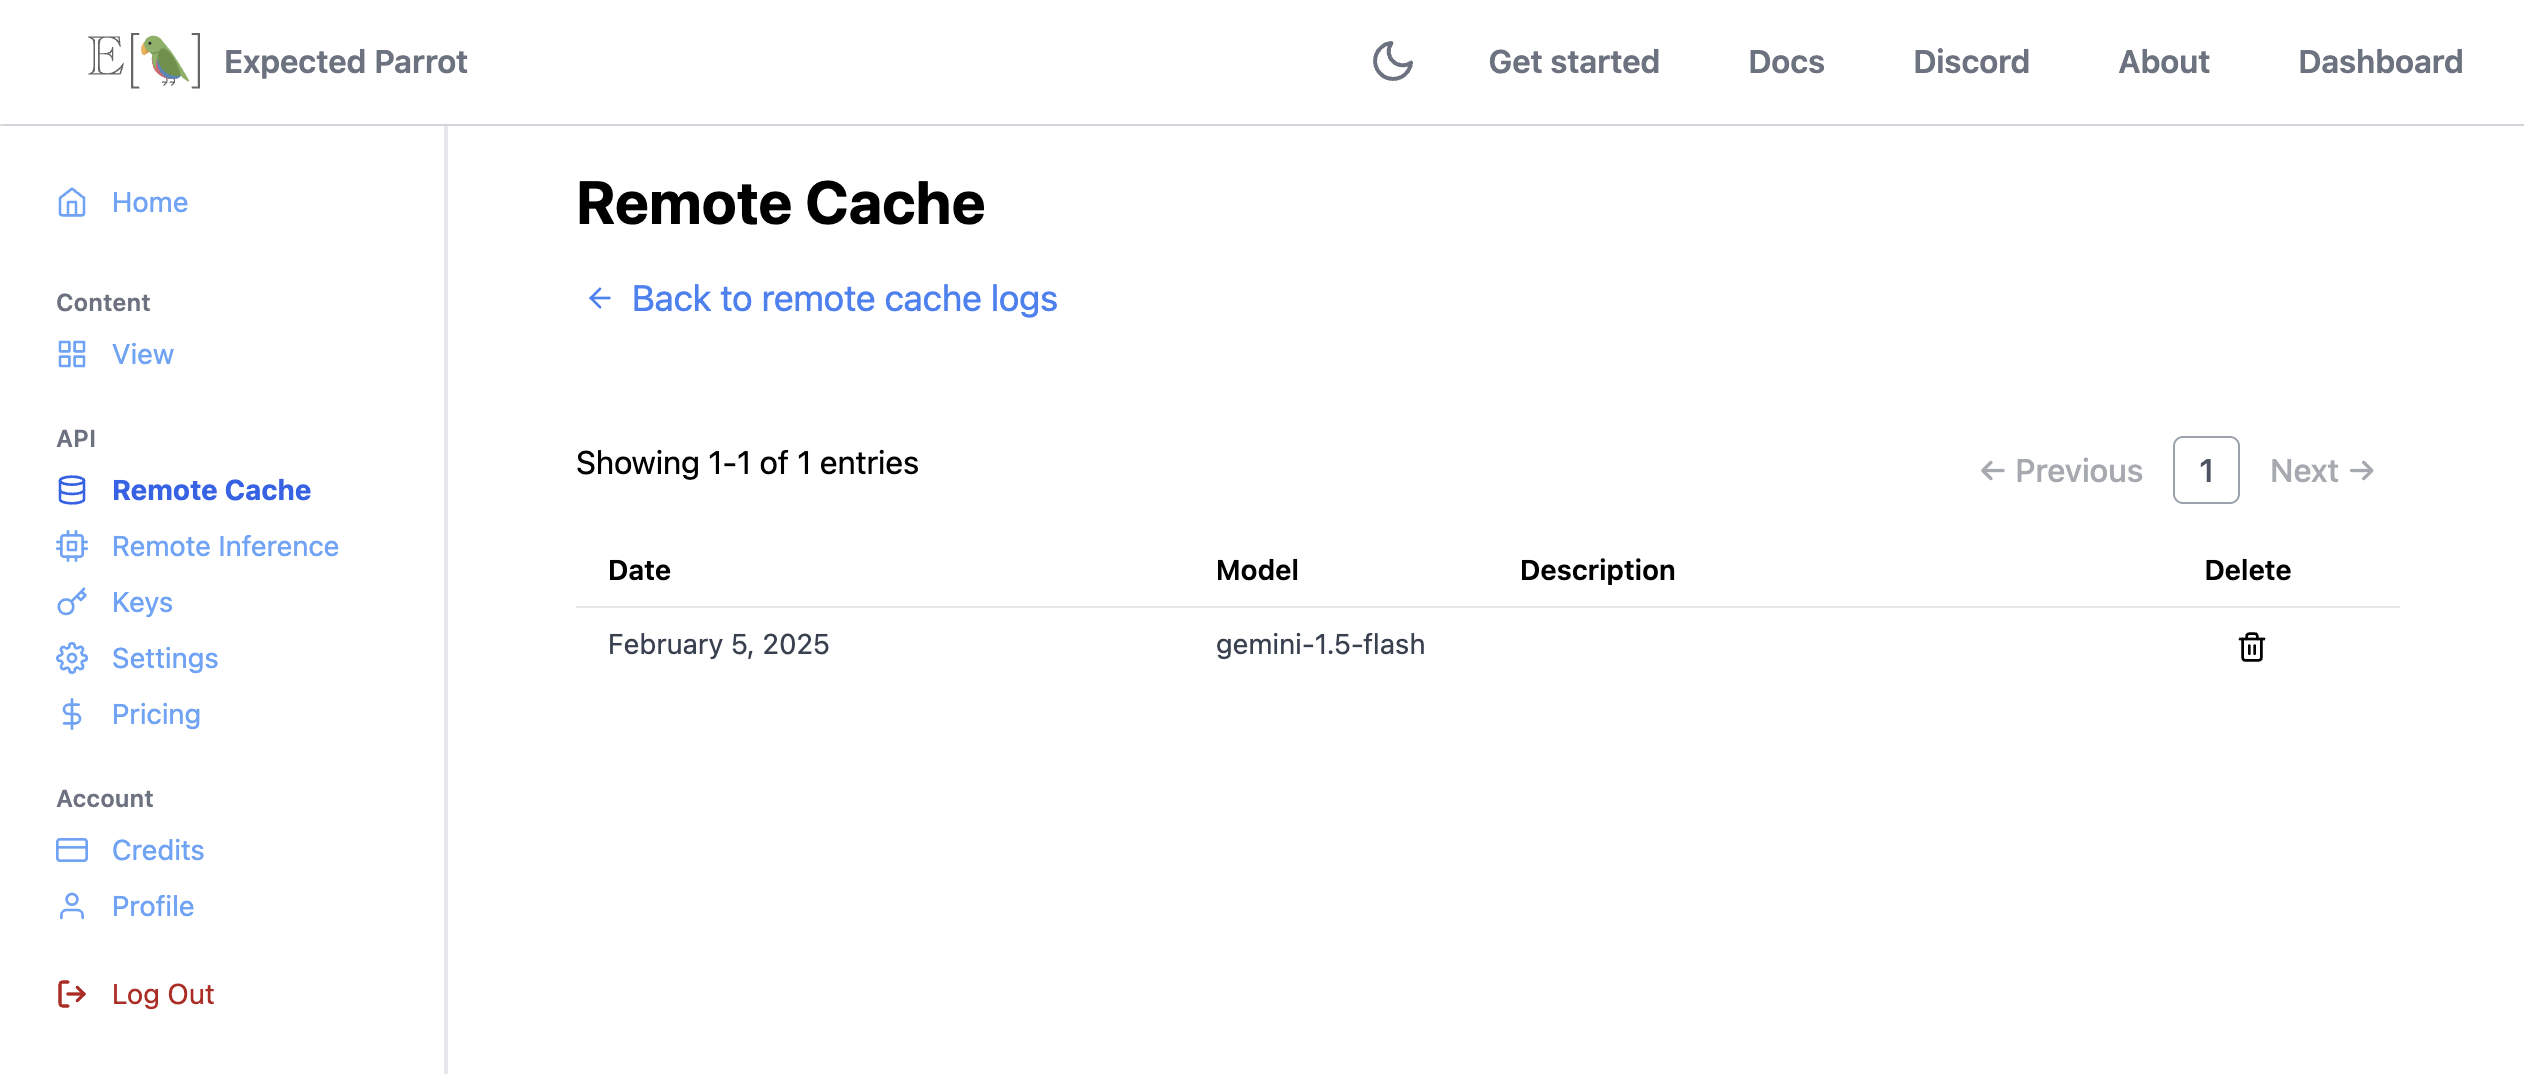 E[ ] Expected Parrot
Get started Docs Discord About Dashboard
Home
Content
View
API
Remote Cache
Remote Inference
Keys
Settings
Pricing
Account
Credits
Profile
Log Out
Remote Cache
← Back to remote cache logs
Showing 1-1 of 1 entries
← Previous 1 Next →
Date Model Description Delete
February 5, 2025 gemini-1.5-flash